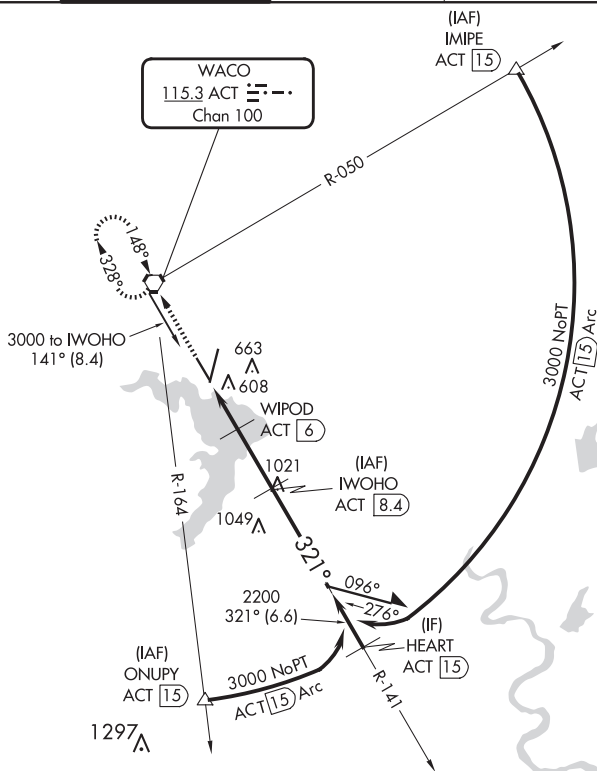 (IAF)
IMIPE
ACT 15
WACO
115.3 ACT
Chan 100
R-050
148°
328°
3000 NoPT
ACT 15 Arc
3000 to IWOHO
141° (8.4)
663
608
WIPOD
ACT 6
R-164
1021
(IAF)
IWOHO
ACT 8.4
1049
321°
096°
276°
2200
321° (6.6)
(IF)
HEART
ACT 15
(IAF)
ONUPY
ACT 15
3000 NoPT
ACT 15 Arc
R-141
1297